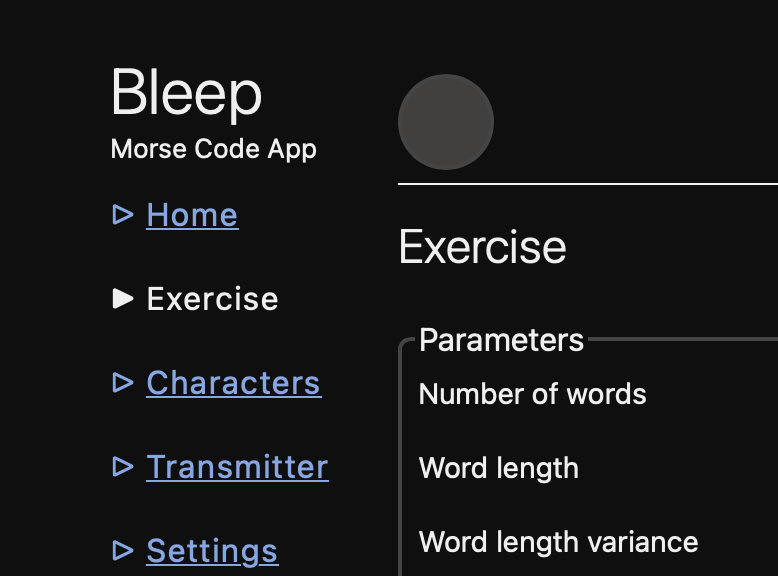 Bleep
Morse Code App
Home
Exercise
Characters
Transmitter
Settings
Exercise
Parameters
Number of words
Word length
Word length variance